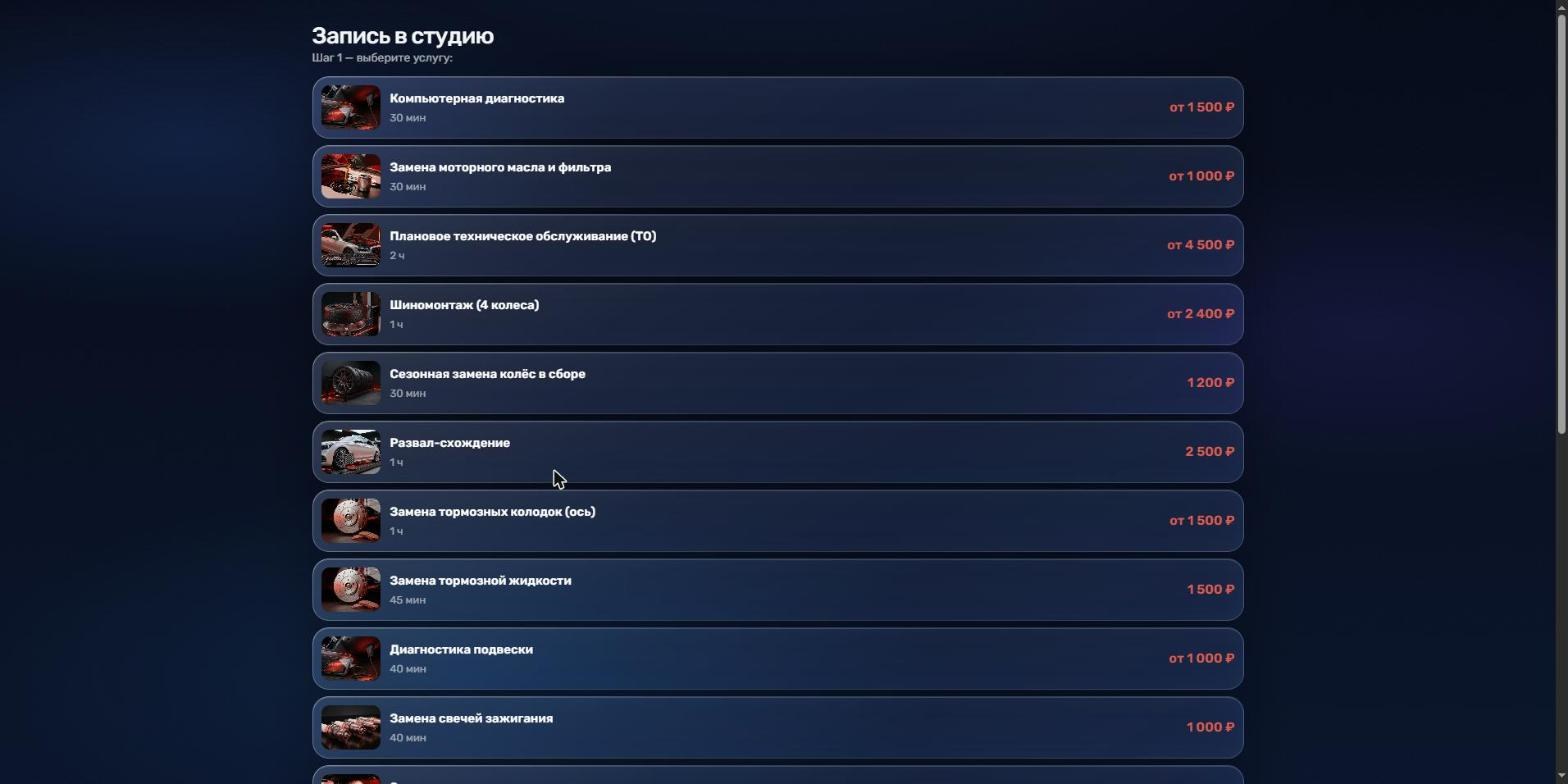 Запись в студию
Шаг 1 — выберите услугу:
Компьютерная диагностика
30 мин
от 1 500 ₽
Замена моторного масла и фильтра
30 мин
от 1 000 ₽
Плановое техническое обслуживание (ТО)
2 ч
от 4 500 ₽
Шиномонтаж (4 колеса)
1 ч
от 2 400 ₽
Сезонная замена колёс в сборе
30 мин
1 200 ₽
Развал-схождение
1 ч
2 500 ₽
Замена тормозных колодок (ось)
1 ч
от 1 500 ₽
Замена тормозной жидкости
45 мин
1 500 ₽
Диагностика подвески
40 мин
от 1 000 ₽
Замена свечей зажигания
40 мин
1 000 ₽